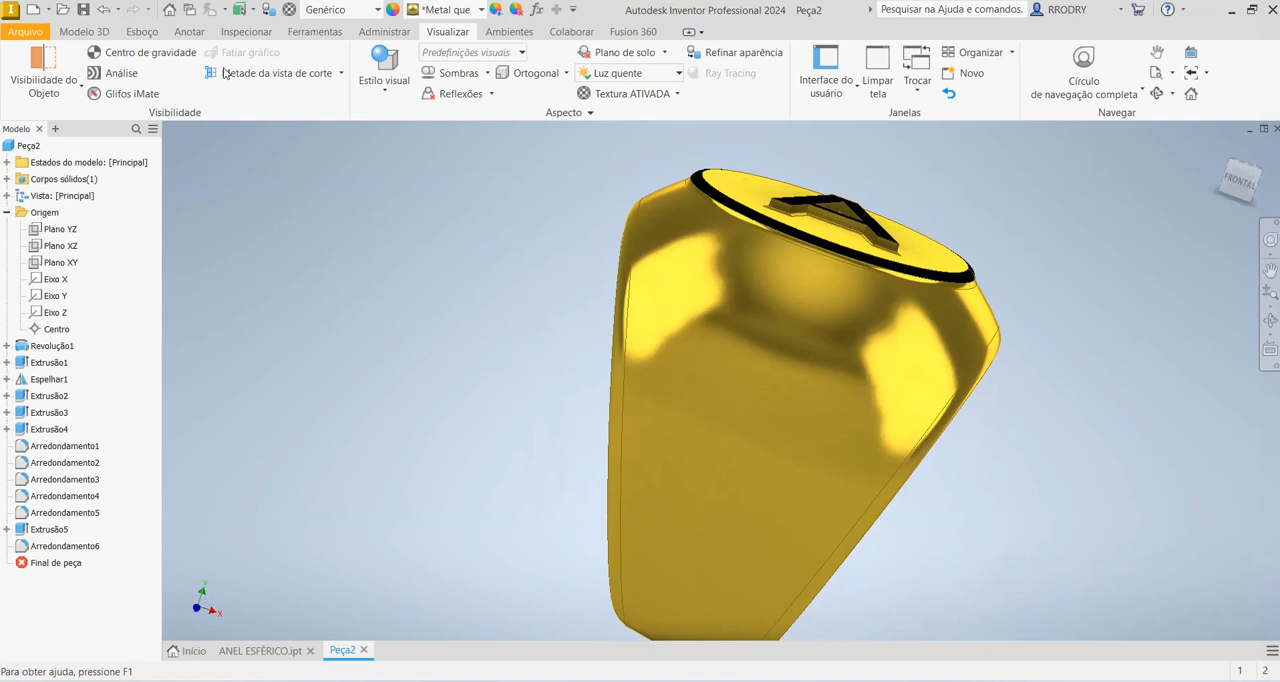 Genérico
*Metal que
Autodesk Inventor Professional 2024 Peça2
Pesquisar na Ajuda e comandos.
RRODRY
Arquivo
Modelo 3D
Esboço
Anotar
Inspecionar
Ferramentas
Administrar
Visualizar
Ambientes
Colaborar
Fusion 360
Visibilidade do
Objeto
Centro de gravidade
Análise
Glifos iMate
Fatiar gráfico
Metade da vista de corte
Visibilidade
Estilo visual
Predefinições visuais
Sombras
Reflexões
Ortogonal
Plano de solo
Luz quente
Textura ATIVADA
Refinar aparência
Ray Tracing
Aspecto
Interface do
usuário
Limpar
tela
Trocar
Organizar
Novo
Janelas
Círculo
de navegação completa
Navegar
Modelo
Peça2
Estados do modelo: [Principal]
Corpos sólidos(1)
Vista: [Principal]
Origem
Plano YZ
Plano XZ
Plano XY
Eixo X
Eixo Y
Eixo Z
Centro
Revolução1
Extrusão1
Espelhar1
Extrusão2
Extrusão3
Extrusão4
Arredondamento1
Arredondamento2
Arredondamento3
Arredondamento4
Arredondamento5
Extrusão5
Arredondamento6
Final de peça
FRONTAL
A
Y
X
Início
ANEL ESFÉRICO.ipt
Peça2
Para obter ajuda, pressione F1
1 2